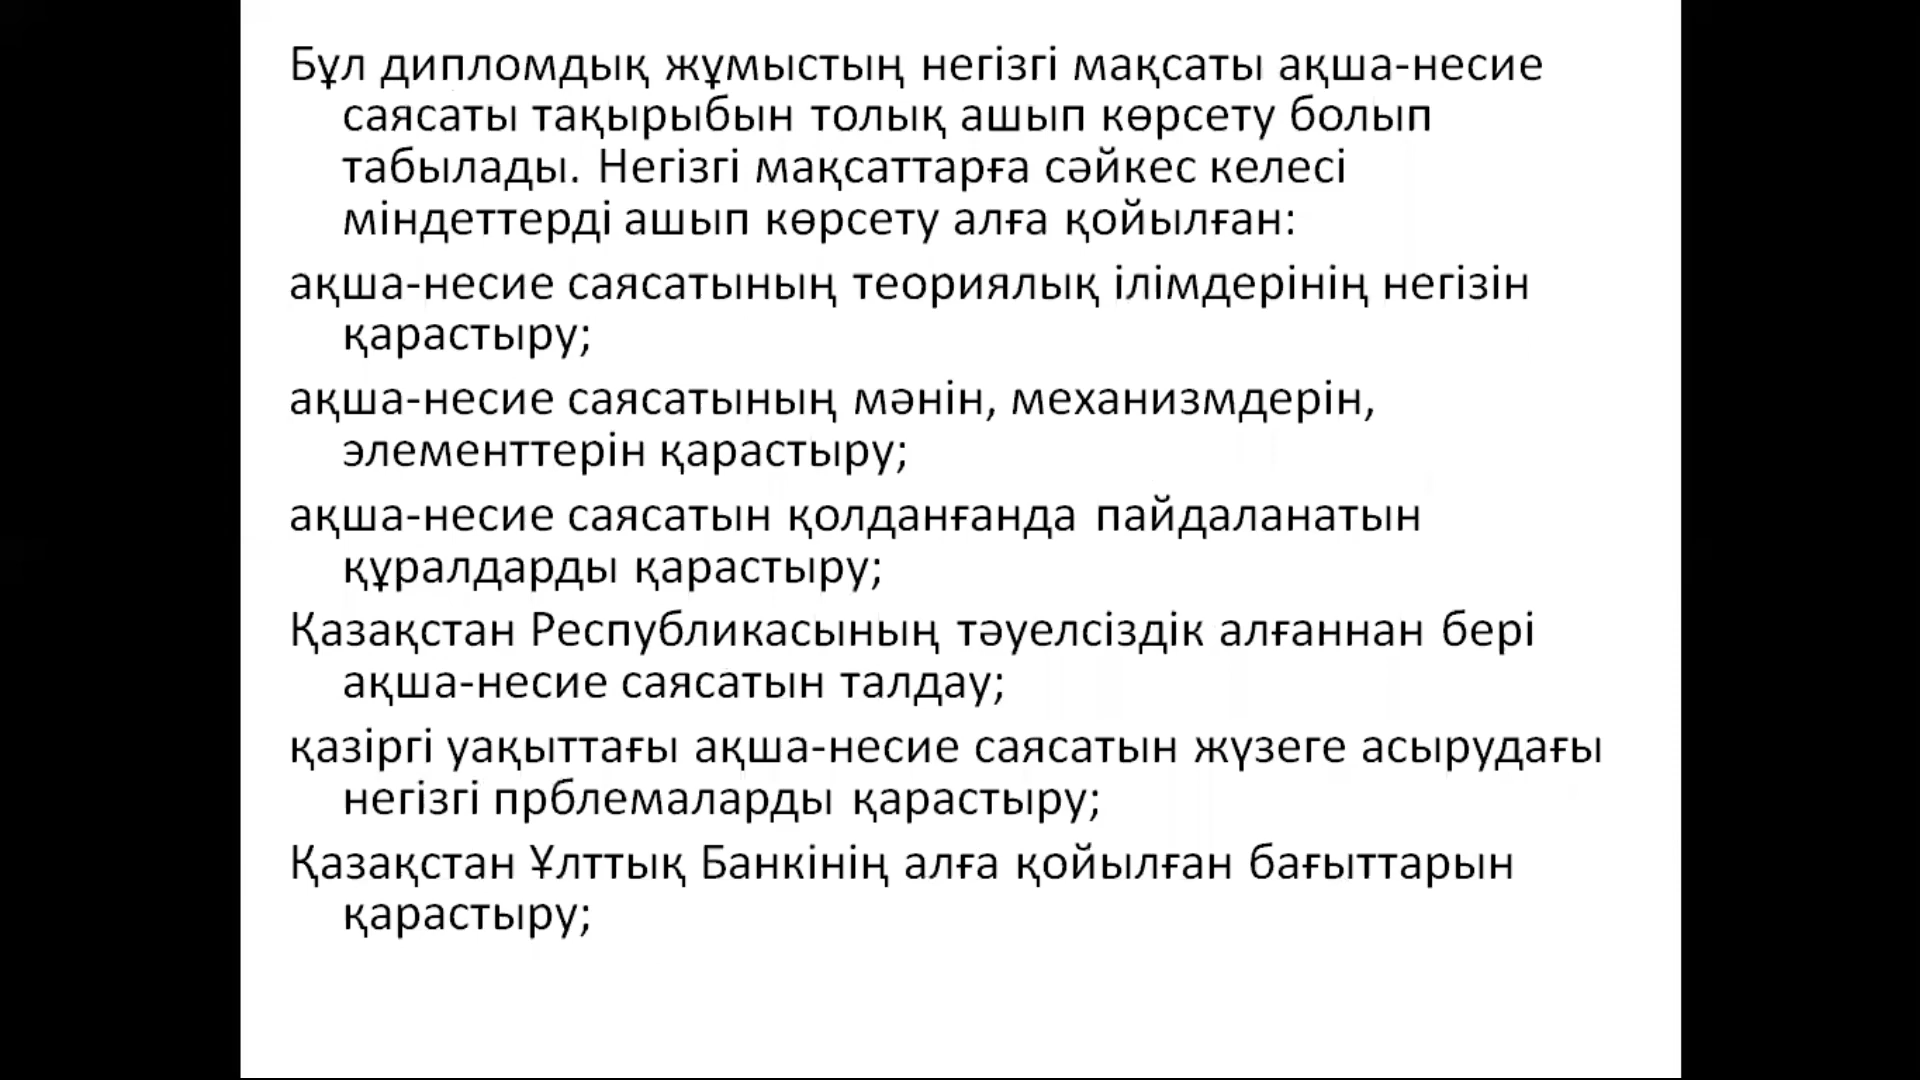 Бұл дипломдық жұмыстың негізгі мақсаты ақша-несие
саясаты тақырыбын толық ашып көрсету болып
табылады. Негізгі мақсаттарға сәйкес келесі
міндеттерді ашып көрсету алға қойылған:
ақша-несие саясатының теориялық ілімдерінің негізін
қарастыру;
ақша-несие саясатының мәнін, механизмдерін,
элементтерін қарастыру;
ақша-несие саясатын қолданғанда пайдаланатын
құралдарды қарастыру;
Қазақстан Республикасының тәуелсіздік алғаннан бері
ақша-несие саясатын талдау;
қазіргі уақыттағы ақша-несие саясатын жүзеге асырудағы
негізгі прблемаларды қарастыру;
Қазақстан Ұлттық Банкінің алға қойылған бағыттарын
қарастыру;